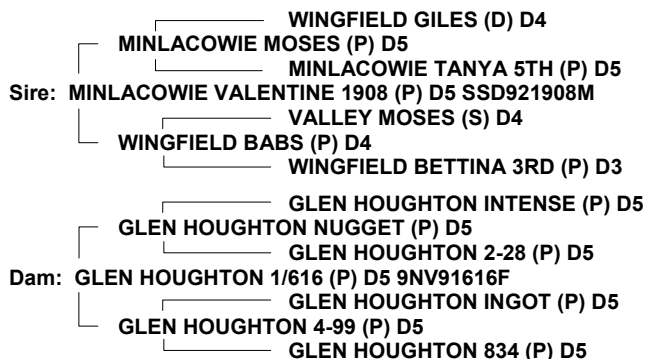 WINGFIELD GILES (D) D4
MINLACOWIE MOSES (P) D5
MINLACOWIE TANYA 5TH (P) D5
Sire: MINLACOWIE VALENTINE 1908 (P) D5 SSD921908M
VALLEY MOSES (S) D4
WINGFIELD BABS (P) D4
WINGFIELD BETTINA 3RD (P) D3
GLEN HOUGHTON INTENSE (P) D5
GLEN HOUGHTON NUGGET (P) D5
GLEN HOUGHTON 2-28 (P) D5
Dam: GLEN HOUGHTON 1/616 (P) D5 9NV91616F
GLEN HOUGHTON INGOT (P) D5
GLEN HOUGHTON 4-99 (P) D5
GLEN HOUGHTON 834 (P) D5